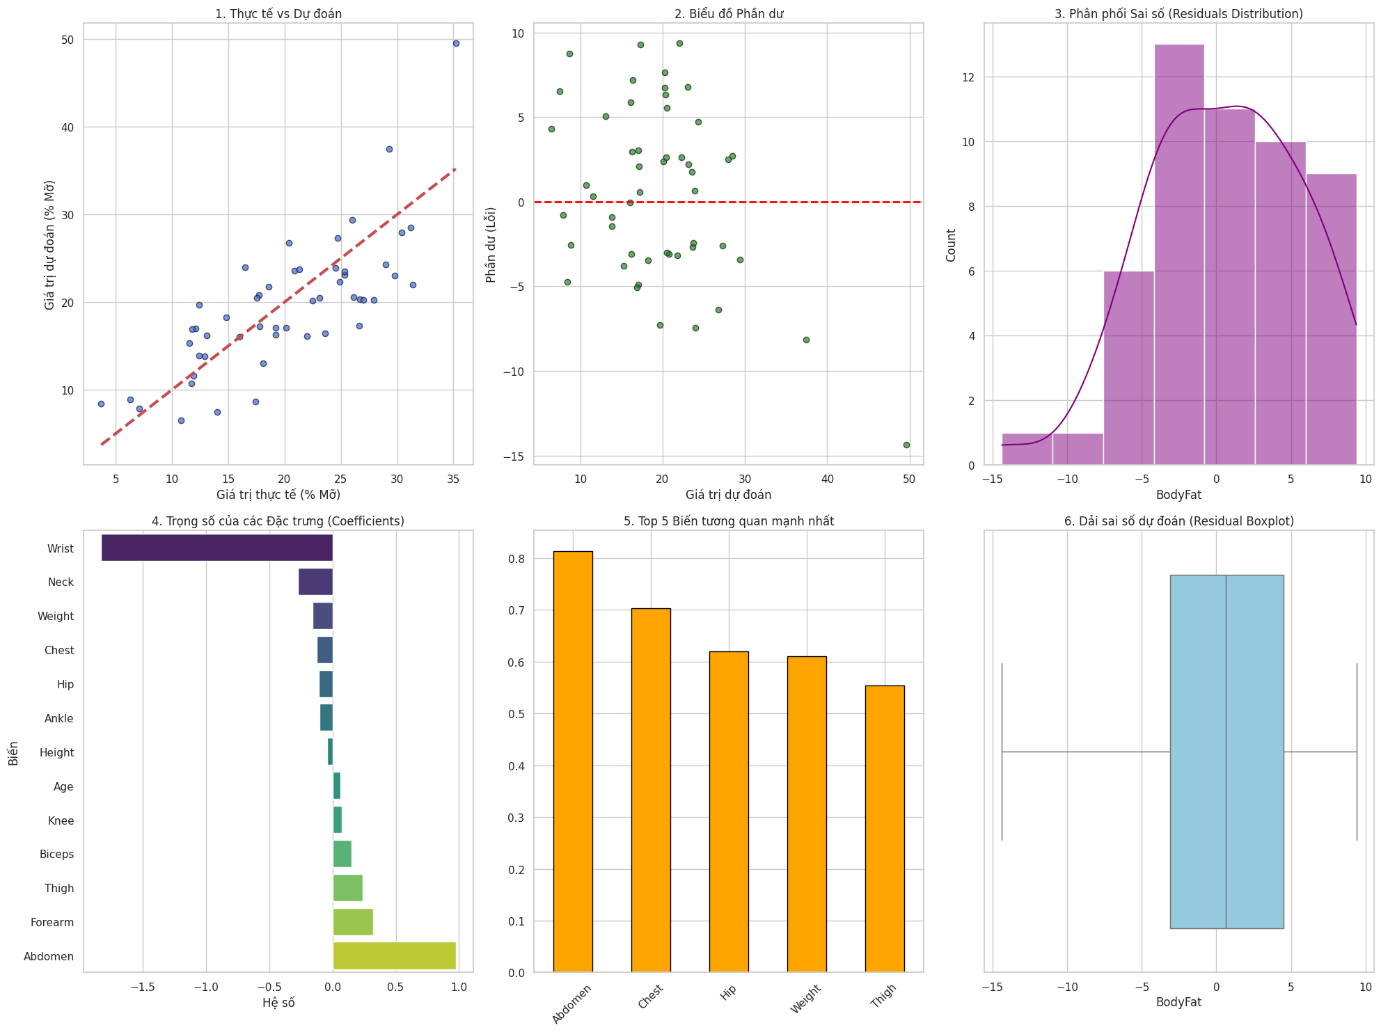 1. Thực tế vs Dự đoán
50
40
30
20
10
5
10
15
20
25
30
35
Giá trị dự đoán (% Mỡ)
Giá trị thực tế (% Mỡ)
2. Biểu đồ Phần dư
10
5
0
−5
−10
−15
10
20
30
40
50
Phần dư (Lỗi)
Giá trị dự đoán
3. Phân phối Sai số (Residuals Distribution)
12
10
8
6
4
2
0
−15
−10
−5
0
5
10
Count
BodyFat
4. Trọng số của các Đặc trưng (Coefficients)
Wrist
Neck
Weight
Chest
Hip
Ankle
Height
Age
Knee
Biceps
Thigh
Forearm
Abdomen
−1.5
−1.0
−0.5
0.0
0.5
1.0
Biến
Hệ số
5. Top 5 Biến tương quan mạnh nhất
0.8
0.7
0.6
0.5
0.4
0.3
0.2
0.1
0.0
Abdomen
Chest
Hip
Weight
Thigh
6. Dải sai số dự đoán (Residual Boxplot)
−15
−10
−5
0
5
10
BodyFat